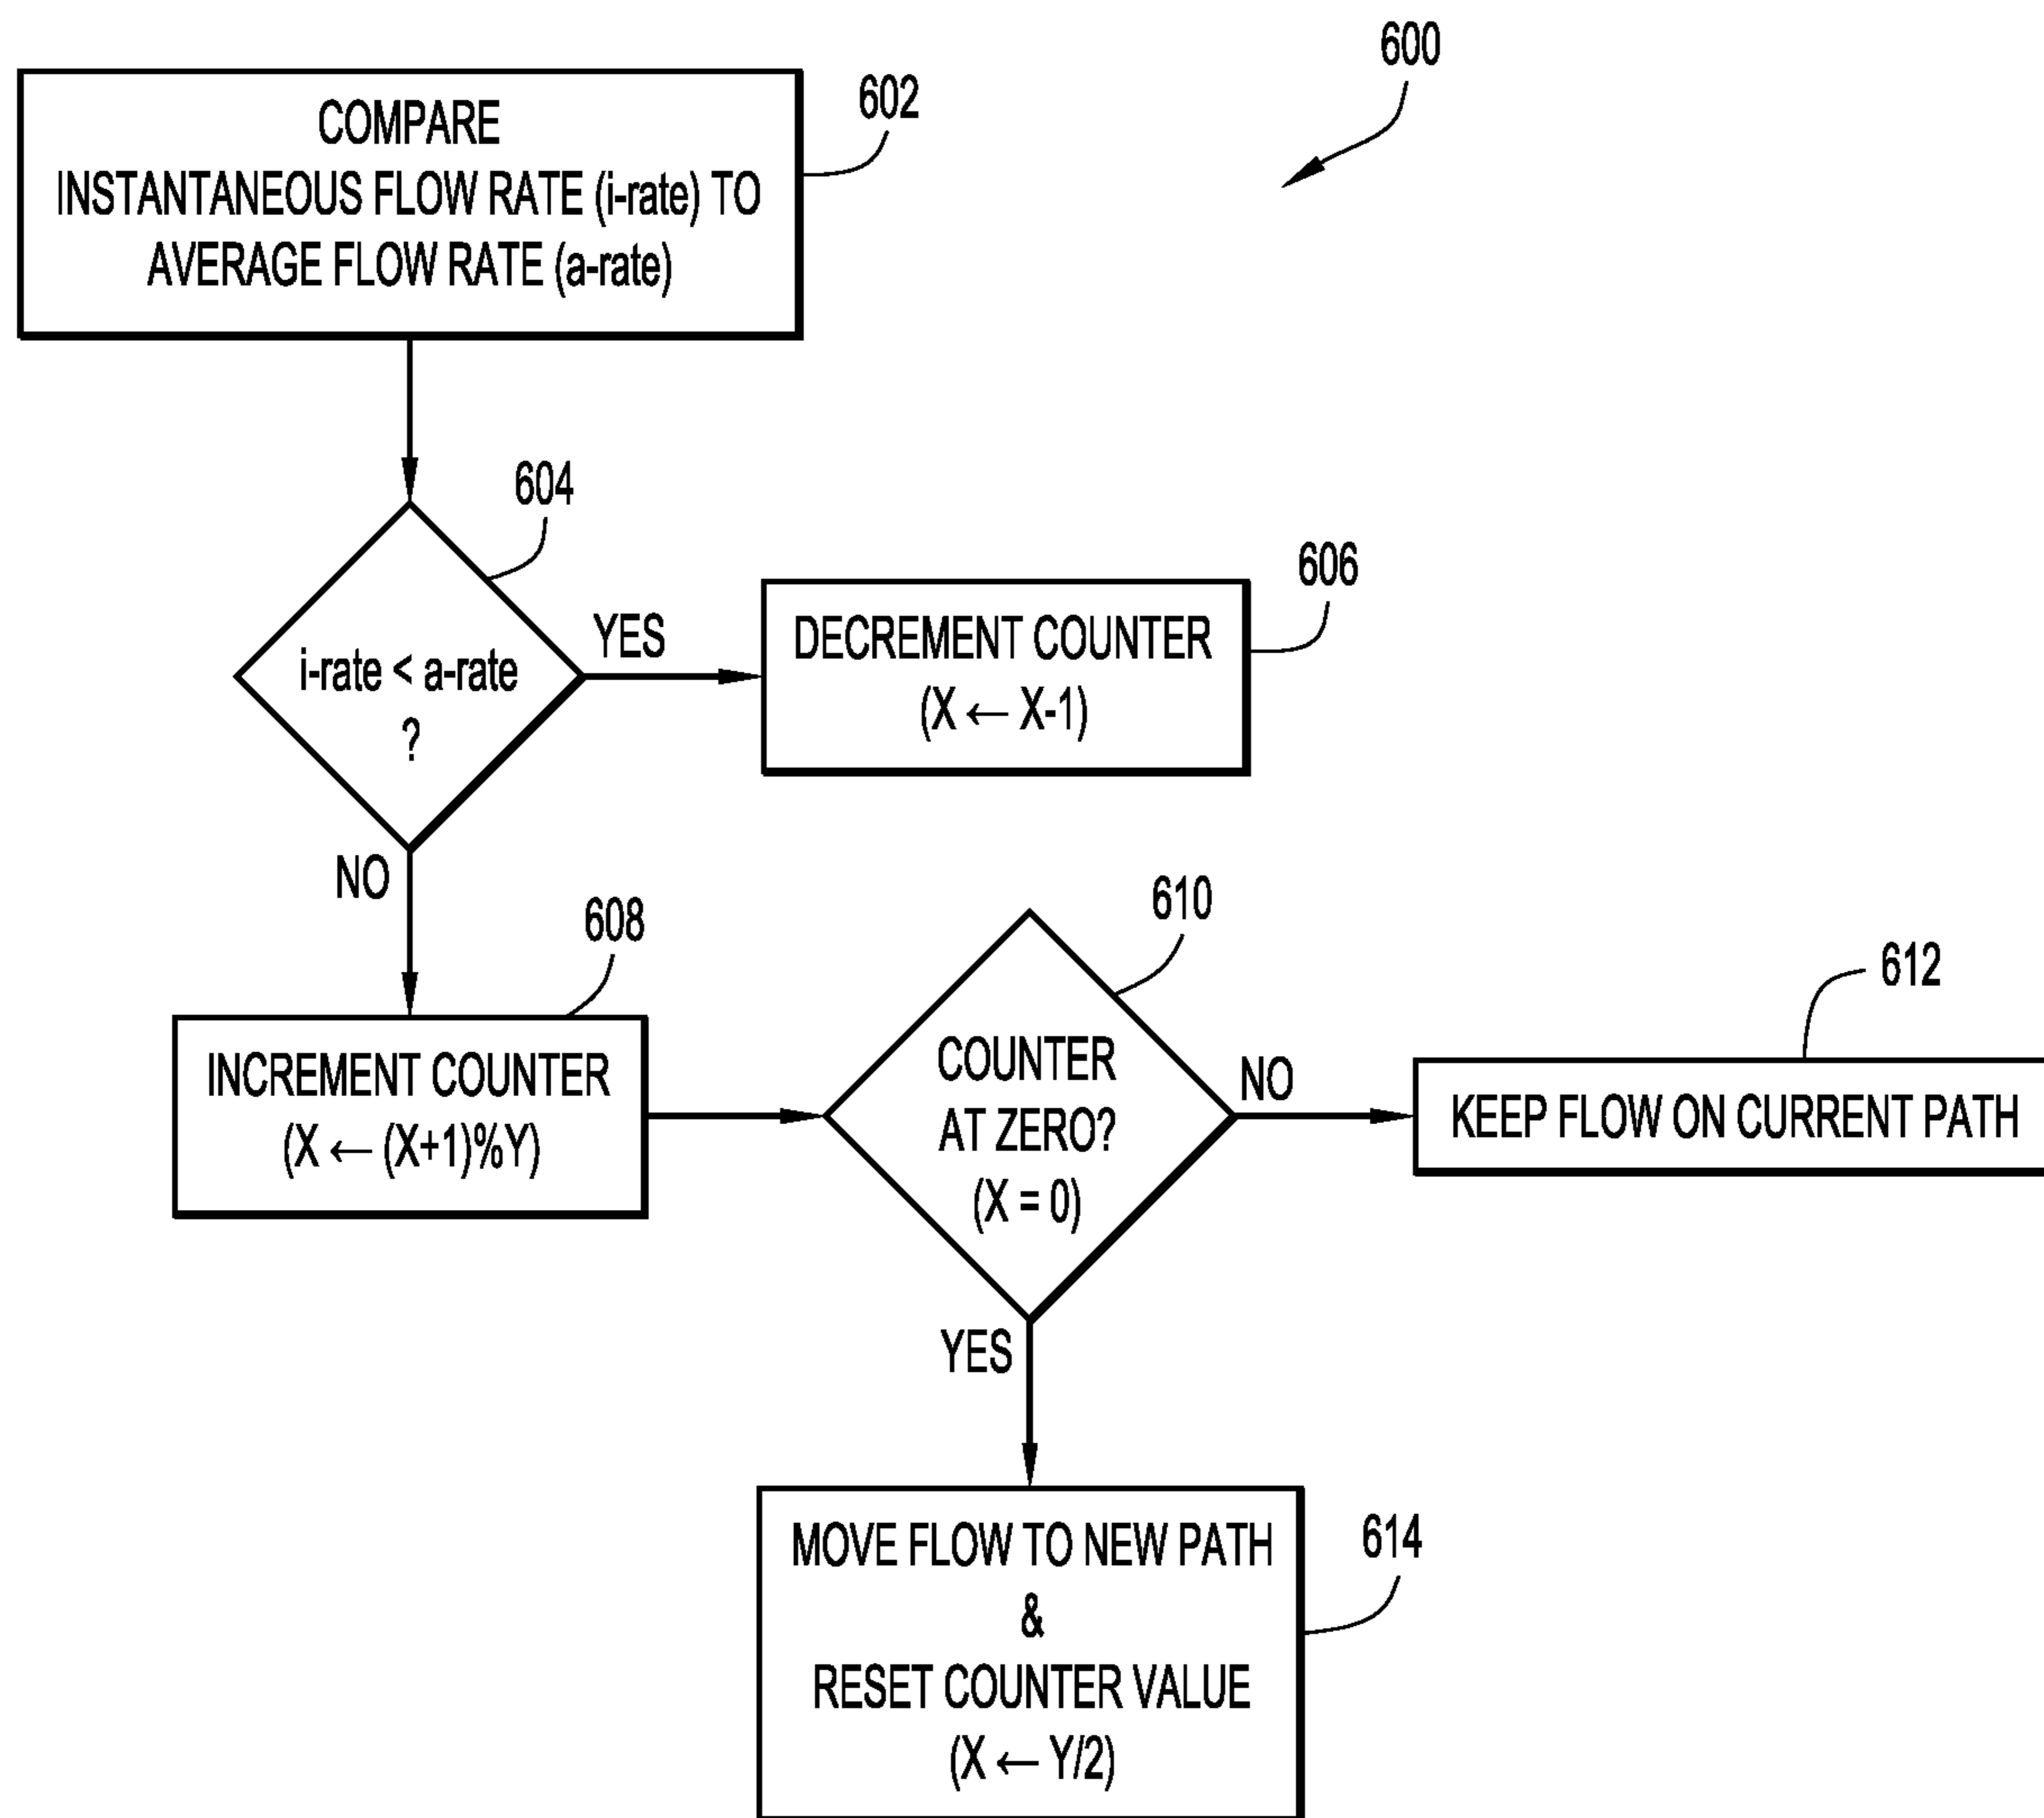 600
COMPARE
INSTANTANEOUS FLOW RATE (i-rate) TO
AVERAGE FLOW RATE (a-rate)
602
604
i-rate < a-rate
?
YES
606
DECREMENT COUNTER
(X ← X-1)
NO
608
INCREMENT COUNTER
(X ← (X+1)%Y)
610
COUNTER
AT ZERO?
(X = 0)
NO
612
KEEP FLOW ON CURRENT PATH
YES
614
MOVE FLOW TO NEW PATH
&
RESET COUNTER VALUE
(X ← Y/2)